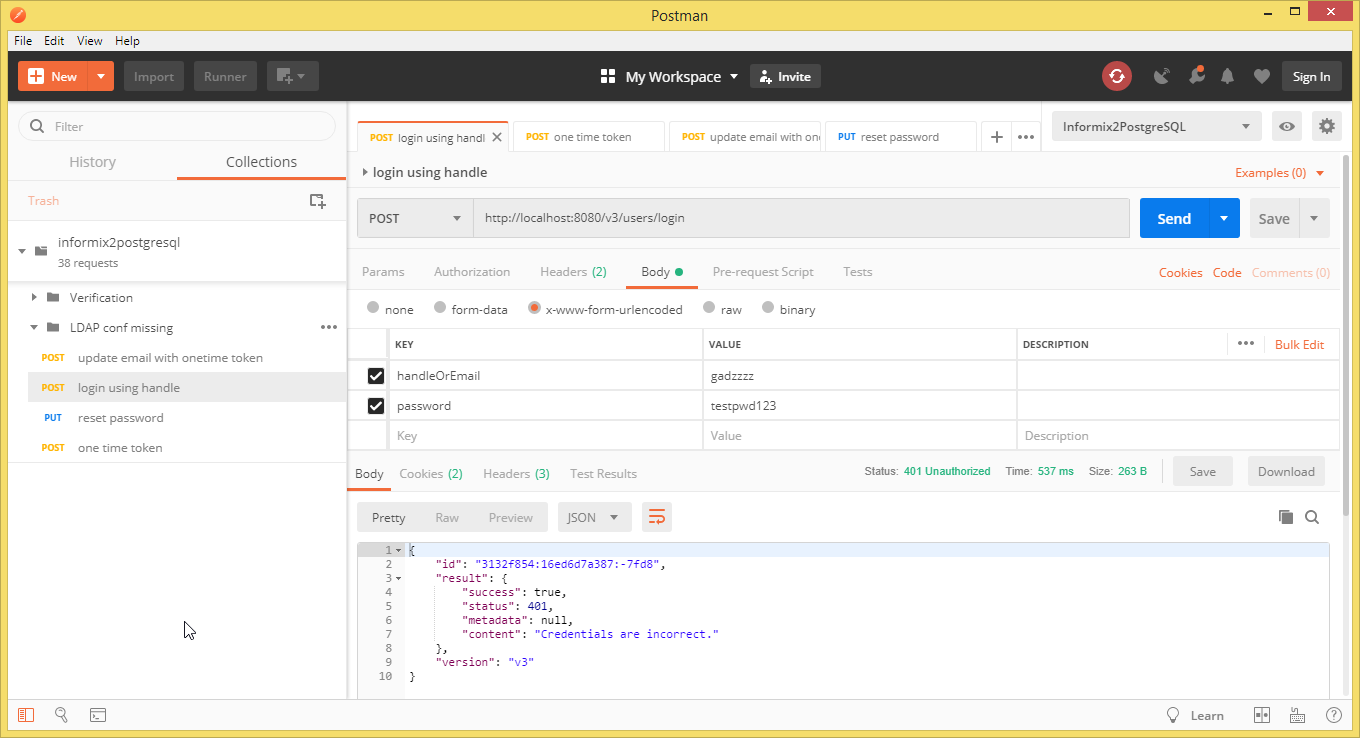 Postman
File Edit View Help
New Import Runner My Workspace Invite Sign In
Filter
History Collections
Trash
informix2postgresql
38 requests
Verification
LDAP conf missing
POST update email with onetime token
POST login using handle
PUT reset password
POST one time token
POST login using handl POST one time token POST update email with on PUT reset password
Informix2PostgreSQL
login using handle Examples (0)
POST http://localhost:8080/v3/users/login Send Save
Params Authorization Headers (2) Body Pre-request Script Tests Cookies Code Comments (0)
none form-data x-www-form-urlencoded raw binary
KEY VALUE DESCRIPTION Bulk Edit
handleOrEmail gadzzzz
password testpwd123
Key Value Description
Body Cookies (2) Headers (3) Test Results Status: 401 Unauthorized Time: 537 ms Size: 263 B Save Download
Pretty Raw Preview JSON
1 {
2 "id": "3132f854:16ed6d7a387:-7fd8",
3 "result": {
4 "success": true,
5 "status": 401,
6 "metadata": null,
7 "content": "Credentials are incorrect."
8 },
9 "version": "v3"
10 }
Learn